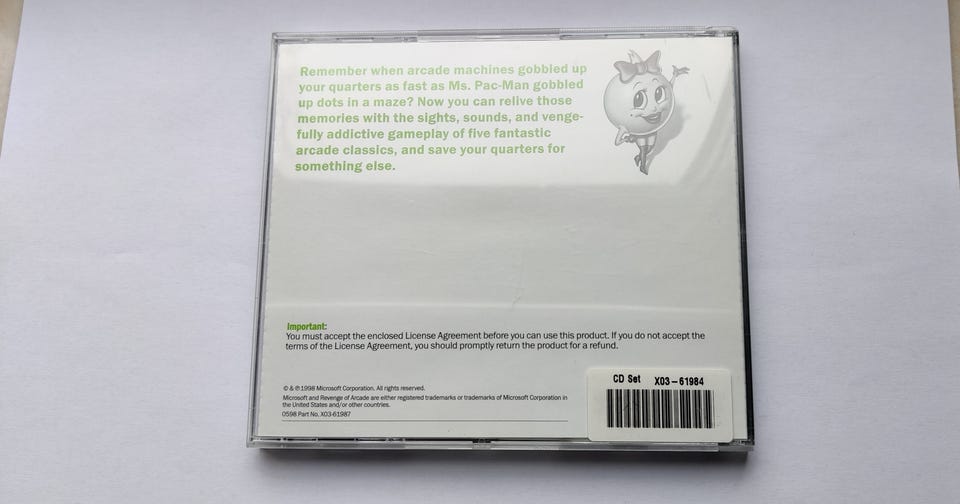 Remember when arcade machines gobbled up
your quarters as fast as Ms. Pac-Man gobbled
up dots in a maze? Now you can relive those
memories with the sights, sounds, and venge-
fully addictive gameplay of five fantastic
arcade classics, and save your quarters for
something else.
Important:
You must accept the enclosed License Agreement before you can use this product. If you do not accept the
terms of the License Agreement, you should promptly return the product for a refund.
© & ℗ 1998 Microsoft Corporation. All rights reserved.
Microsoft and Revenge of Arcade are either registered trademarks or trademarks of Microsoft Corporation in
the United States and/or other countries.
0598 Part No. X03-61987
CD Set X03-61984